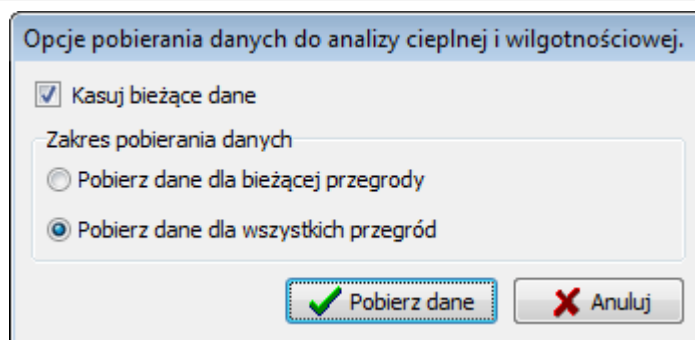 Opcje pobierania danych do analizy cieplnej i wilgotnościowej.
Kasuj bieżące dane
Zakres pobierania danych
Pobierz dane dla bieżącej przegrody
Pobierz dane dla wszystkich przegród
Pobierz dane
Anuluj